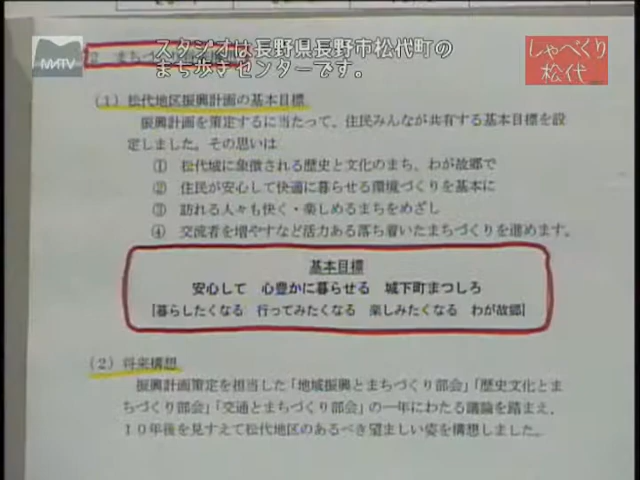 MATV
スタジオは長野県長野市松代町の
まち歩きセンターです。
しゃべくり
松代
(1)松代地区振興計画の基本目標
振興計画を策定するに当たって、住民みんなが共有する基本目標を設
定しました。その思いは
① 松代城に象徴される歴史と文化のまち、わが故郷で
② 住民が安心して快適に暮らせる環境づくりを基本に
③ 訪れる人々も快く・楽しめるまちをめざし
④ 交流者を増やすなど活力ある落ち着いたまちづくりを進めます。
基本目標
安心して 心豊かに暮らせる 城下町まつしろ
[暮らしたくなる 行ってみたくなる 楽しみたくなる わが故郷]
(2)将来構想
振興計画策定を担当した「地域振興とまちづくり部会」「歴史文化とま
ちづくり部会」「交通とまちづくり部会」の一年にわたる議論を踏まえ、
10年後を見すえて松代地区のあるべき望ましい姿を構想しました。